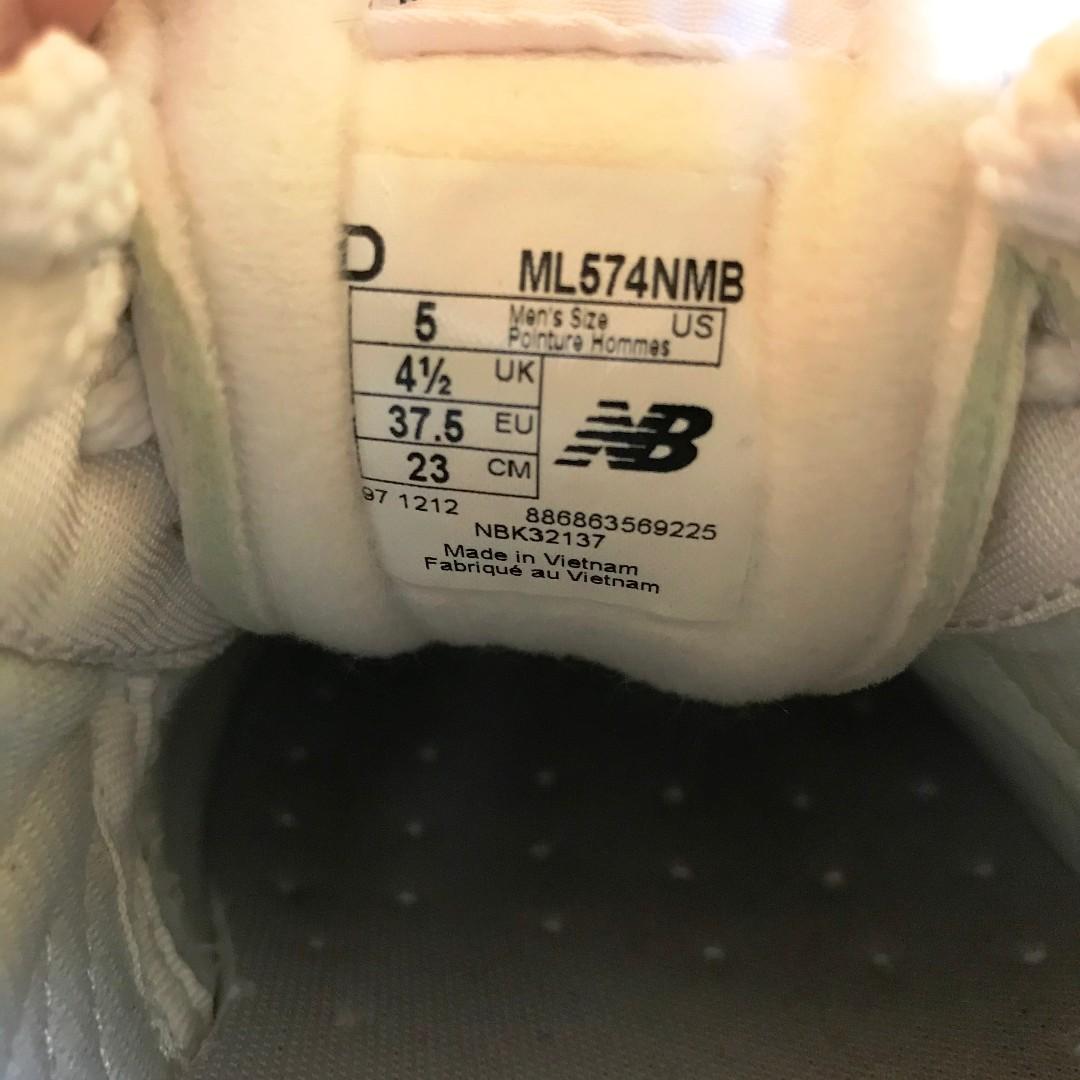 D ML574NMB
5 Men's Size US
Pointure Hommes
4½ UK
37.5 EU
NB
23 CM
97 1212 886863569225
NBK32137
Made in Vietnam
Fabriqué au Vietnam